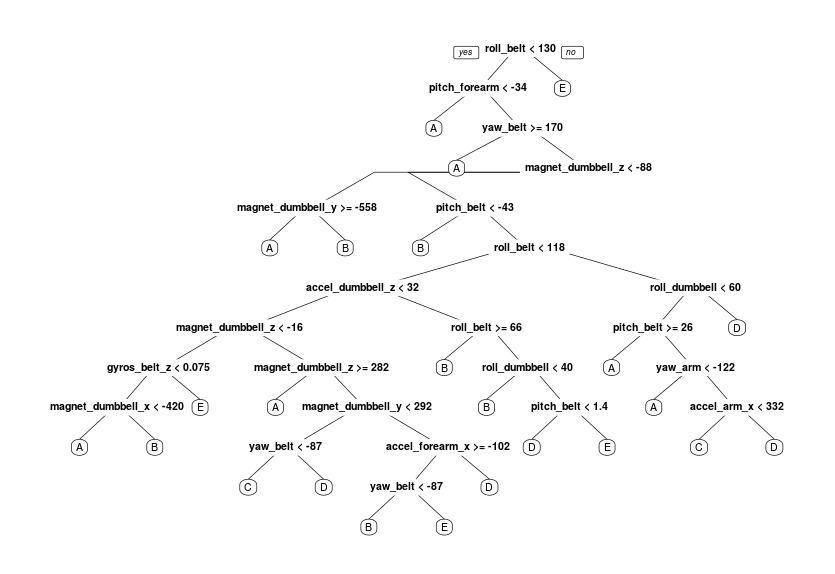 yes roll_belt < 130 no
pitch_forearm < -34 E
A yaw_belt >= 170
A magnet_dumbbell_z < -88
magnet_dumbbell_y >= -558 pitch_belt < -43
A B B roll_belt < 118
accel_dumbbell_z < 32 roll_dumbbell < 60
magnet_dumbbell_z < -16 roll_belt >= 66 pitch_belt >= 26 D
gyros_belt_z < 0.075 magnet_dumbbell_z >= 282 B roll_dumbbell < 40 A yaw_arm < -122
magnet_dumbbell_x < -420 E A magnet_dumbbell_y < 292 B pitch_belt < 1.4 A accel_arm_x < 332
A B yaw_belt < -87 accel_forearm_x >= -102 D E C D
C D yaw_belt < -87 D
B E